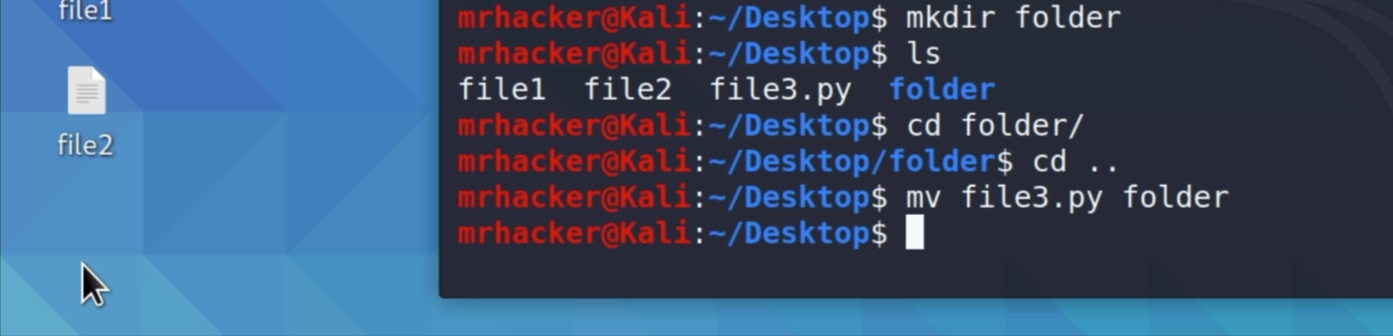 file1
file2
mrhacker@Kali:~/Desktop$ mkdir folder
mrhacker@Kali:~/Desktop$ ls
file1  file2  file3.py  folder
mrhacker@Kali:~/Desktop$ cd folder/
mrhacker@Kali:~/Desktop/folder$ cd ..
mrhacker@Kali:~/Desktop$ mv file3.py folder
mrhacker@Kali:~/Desktop$